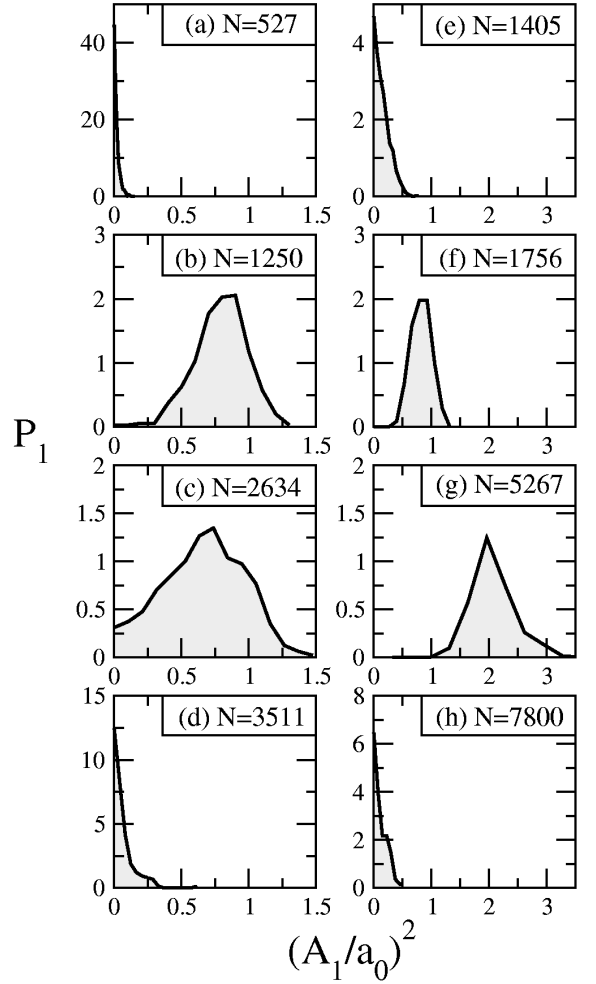 (a) N=527
40
20
0
0 0.5 1 1.5
(e) N=1405
4
2
0
0 1 2 3
(b) N=1250
3
2
1
0
0 0.5 1 1.5
(f) N=1756
3
2
1
0
0 1 2 3
P₁
(c) N=2634
2
1.5
1
0.5
0
0 0.5 1 1.5
(g) N=5267
2
1.5
1
0.5
0
0 1 2 3
(d) N=3511
15
10
5
0
0 0.5 1 1.5
(h) N=7800
8
6
4
2
0
0 1 2 3
(A₁/a₀)²